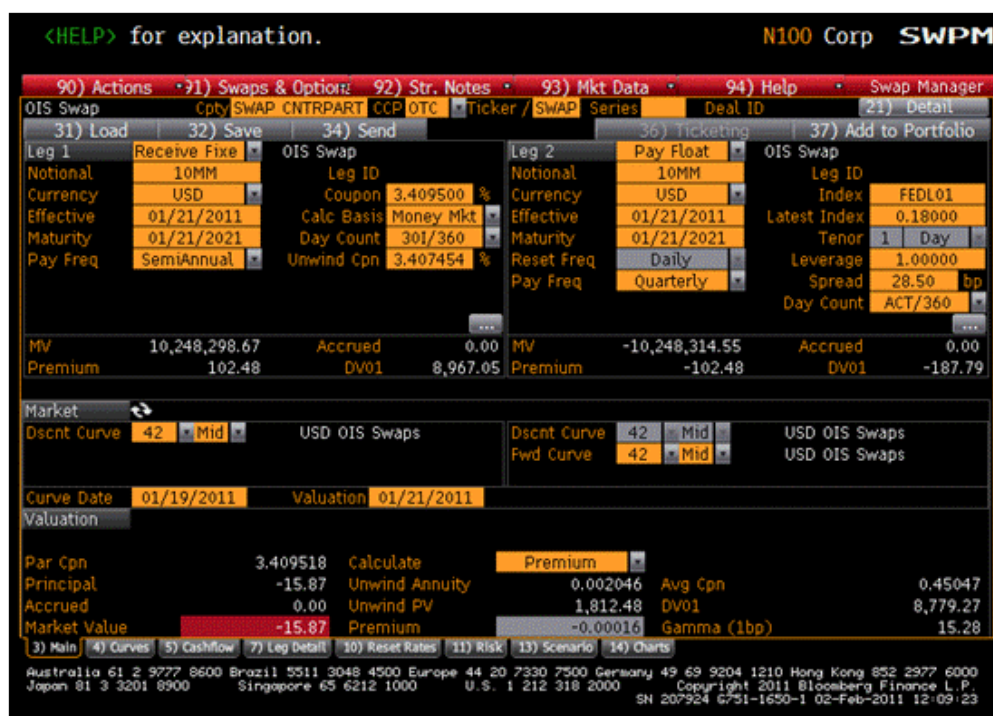 <HELP> for explanation. N100 Corp SWPM
90) Actions 91) Swaps & Options 92) Str. Notes 93) Mkt Data 94) Help Swap Manager
OIS Swap Cpty SWAP CNTRPART CCP OTC Ticker / SWAP Series Deal ID 21) Detail
31) Load 32) Save 34) Send 36) Ticketing 37) Add to Portfolio
Leg 1 Receive Fixe OIS Swap Leg 2 Pay Float OIS Swap
Notional 10MM Leg ID Notional 10MM Leg ID
Currency USD Coupon 3.409500 % Currency USD Index FEDL01
Effective 01/21/2011 Calc Basis Money Mkt Effective 01/21/2011 Latest Index 0.18000
Maturity 01/21/2021 Day Count 30I/360 Maturity 01/21/2021 Tenor 1 Day
Pay Freq SemiAnnual Unwind Cpn 3.407454 % Reset Freq Daily Leverage 1.00000
Pay Freq Quarterly Spread 28.50 bp
Day Count ACT/360
... ...
MV 10,248,298.67 Accrued 0.00 MV -10,248,314.55 Accrued 0.00
Premium 102.48 DV01 8,967.05 Premium -102.48 DV01 -187.79
Market
Dscnt Curve 42 Mid USD OIS Swaps Dscnt Curve 42 Mid USD OIS Swaps
Fwd Curve 42 Mid USD OIS Swaps
Curve Date 01/19/2011 Valuation 01/21/2011
Valuation
Par Cpn 3.409518 Calculate Premium
Principal -15.87 Unwind Annuity 0.002046 Avg Cpn 0.45047
Accrued 0.00 Unwind PV 1,812.48 DV01 8,779.27
Market Value -15.87 Premium -0.00016 Gamma (1bp) 15.28
3) Main 4) Curves 5) Cashflow 7) Leg Detail 10) Reset Rates 11) Risk 13) Scenario 14) Charts
Australia 61 2 9777 8600 Brazil 5511 3048 4500 Europe 44 20 7330 7500 Germany 49 69 9204 1210 Hong Kong 852 2977 6000
Japan 81 3 3201 8900 Singapore 65 6212 1000 U.S. 1 212 318 2000 Copyright 2011 Bloomberg Finance L.P.
SN 207924 G751-1650-1 02-Feb-2011 12:09:23